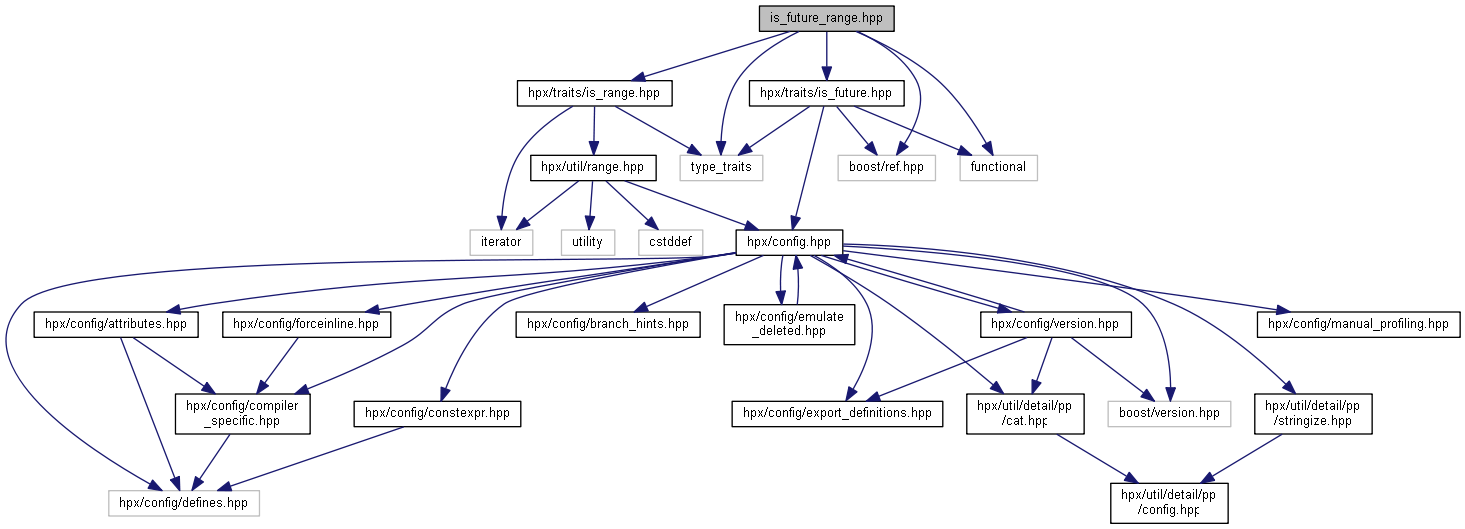 is_future_range.hpp
hpx/traits/is_range.hpp
hpx/traits/is_future.hpp
hpx/util/range.hpp
type_traits
boost/ref.hpp
functional
iterator
utility
cstddef
hpx/config.hpp
hpx/config/attributes.hpp
hpx/config/forceinline.hpp
hpx/config/branch_hints.hpp
hpx/config/emulate
_deleted.hpp
hpx/config/version.hpp
hpx/config/manual_profiling.hpp
hpx/config/compiler
_specific.hpp
hpx/config/constexpr.hpp
hpx/config/export_definitions.hpp
hpx/util/detail/pp
/cat.hpp
boost/version.hpp
hpx/util/detail/pp
/stringize.hpp
hpx/config/defines.hpp
hpx/util/detail/pp
/config.hpp